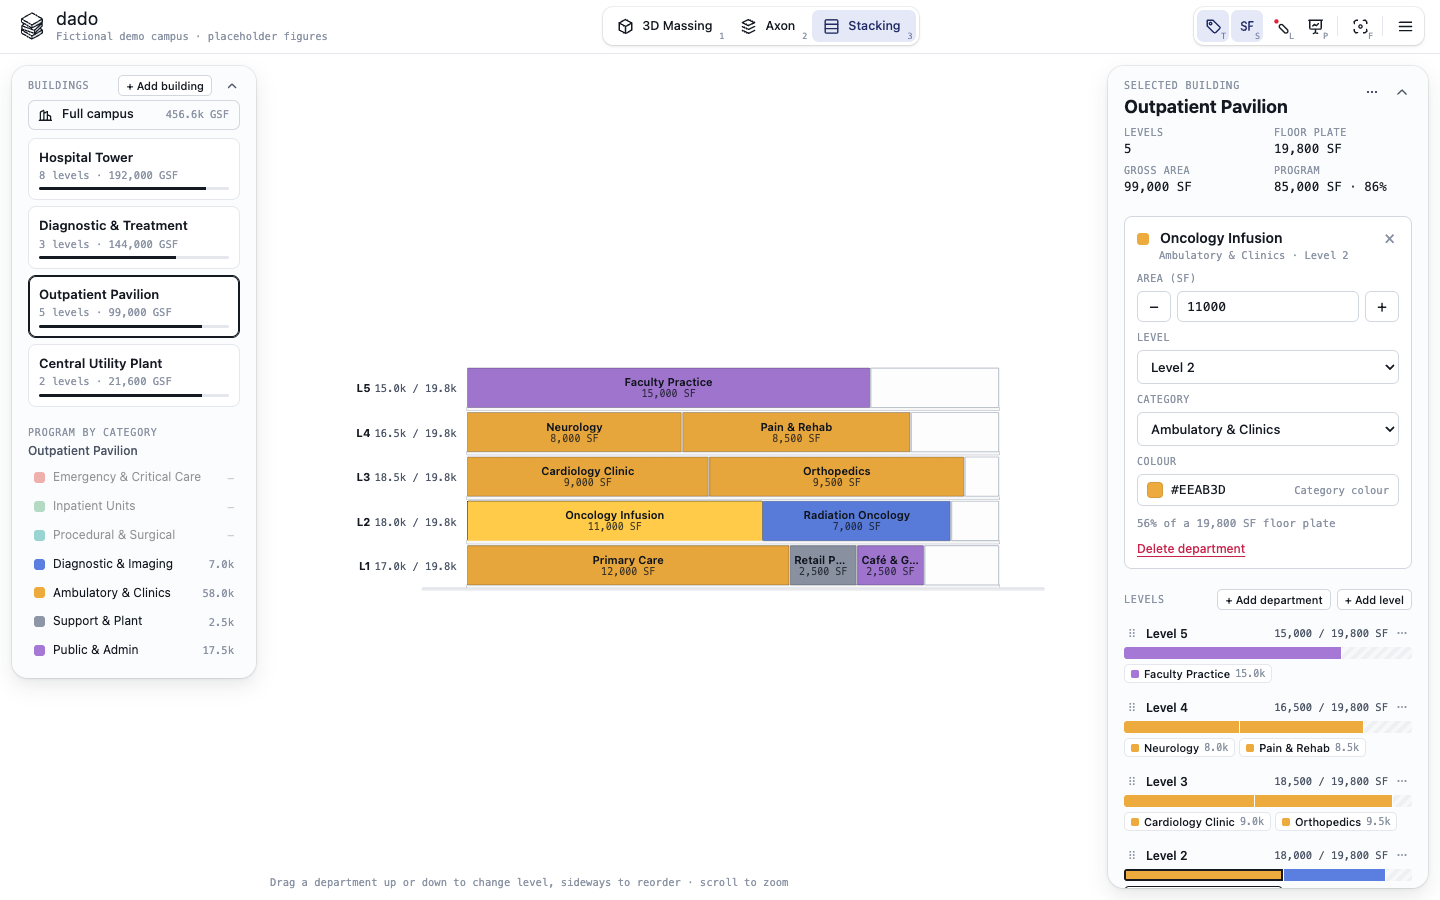 dado
Fictional demo campus · placeholder figures
3D Massing 1
Axon 2
Stacking 3
T
SF S
L
P
F
BUILDINGS
+ Add building
Full campus 456.6k GSF
Hospital Tower
8 levels · 192,000 GSF
Diagnostic & Treatment
3 levels · 144,000 GSF
Outpatient Pavilion
5 levels · 99,000 GSF
Central Utility Plant
2 levels · 21,600 GSF
PROGRAM BY CATEGORY
Outpatient Pavilion
Emergency & Critical Care –
Inpatient Units –
Procedural & Surgical –
Diagnostic & Imaging 7.0k
Ambulatory & Clinics 58.0k
Support & Plant 2.5k
Public & Admin 17.5k
L5 15.0k / 19.8k
Faculty Practice
15,000 SF
L4 16.5k / 19.8k
Neurology
8,000 SF
Pain & Rehab
8,500 SF
L3 18.5k / 19.8k
Cardiology Clinic
9,000 SF
Orthopedics
9,500 SF
L2 18.0k / 19.8k
Oncology Infusion
11,000 SF
Radiation Oncology
7,000 SF
L1 17.0k / 19.8k
Primary Care
12,000 SF
Retail P...
2,500 SF
Café & G...
2,500 SF
Drag a department up or down to change level, sideways to reorder · scroll to zoom
SELECTED BUILDING
Outpatient Pavilion
LEVELS
5
FLOOR PLATE
19,800 SF
GROSS AREA
99,000 SF
PROGRAM
85,000 SF · 86%
Oncology Infusion
Ambulatory & Clinics · Level 2
AREA (SF)
− 11000 +
LEVEL
Level 2
CATEGORY
Ambulatory & Clinics
COLOUR
#EEAB3D Category colour
56% of a 19,800 SF floor plate
Delete department
LEVELS
+ Add department
+ Add level
Level 5 15,000 / 19,800 SF
Faculty Practice 15.0k
Level 4 16,500 / 19,800 SF
Neurology 8.0k
Pain & Rehab 8.5k
Level 3 18,500 / 19,800 SF
Cardiology Clinic 9.0k
Orthopedics 9.5k
Level 2 18,000 / 19,800 SF